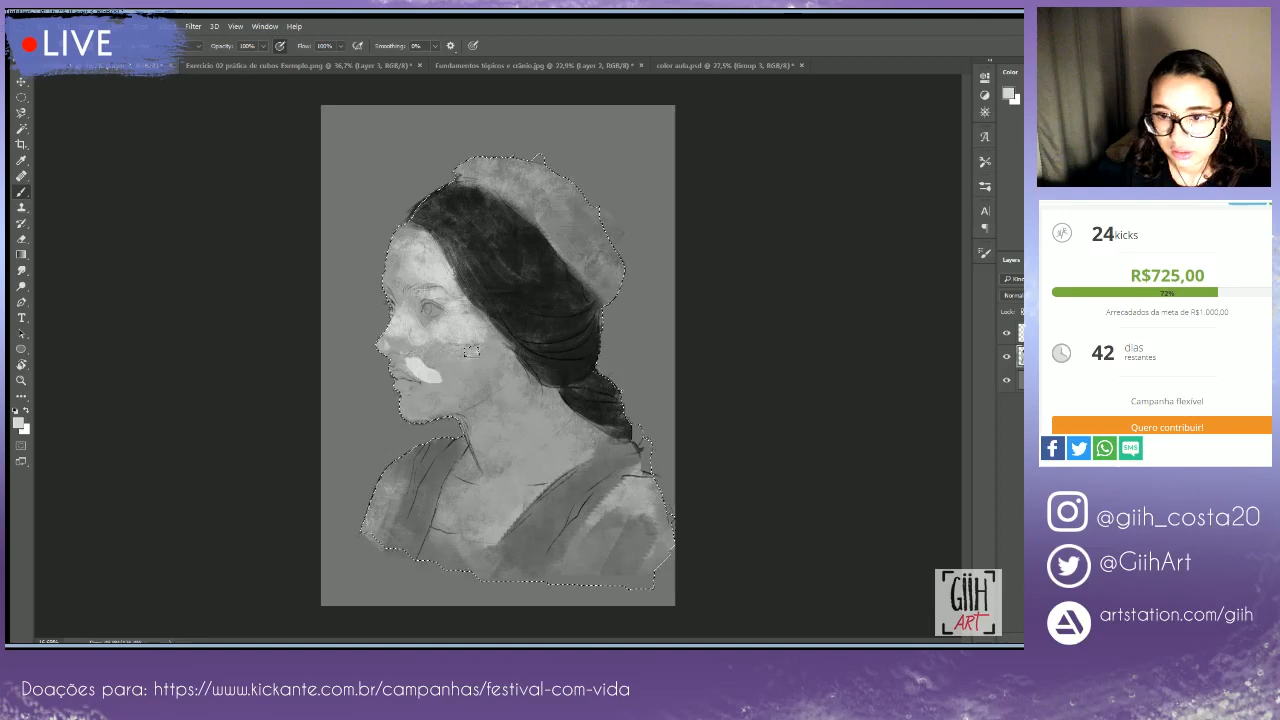 LIVE
Filter 3D View Window Help
Opacity: 100% Flow: 100% Smoothing: 0%
Exercício 02 prática de cubos Exemplo.png @ 36,7% (Layer 3, RGB/8) * × Fundamentos tópicos e crânio.jpg @ 22,9% (Layer 2, RGB/8) * × color aula.psd @ 27,5% (Group 3, RGB/8) * ×
Color
Layers
Normal
Lock:
GiiH
ART
24 kicks
R$725,00
72%
Arrecadados da meta de R$1.000,00
42 dias
restantes
Campanha flexível
Quero contribuir!
SMS
@giih_costa20
@GiihArt
artstation.com/giih
Doações para: https://www.kickante.com.br/campanhas/festival-com-vida